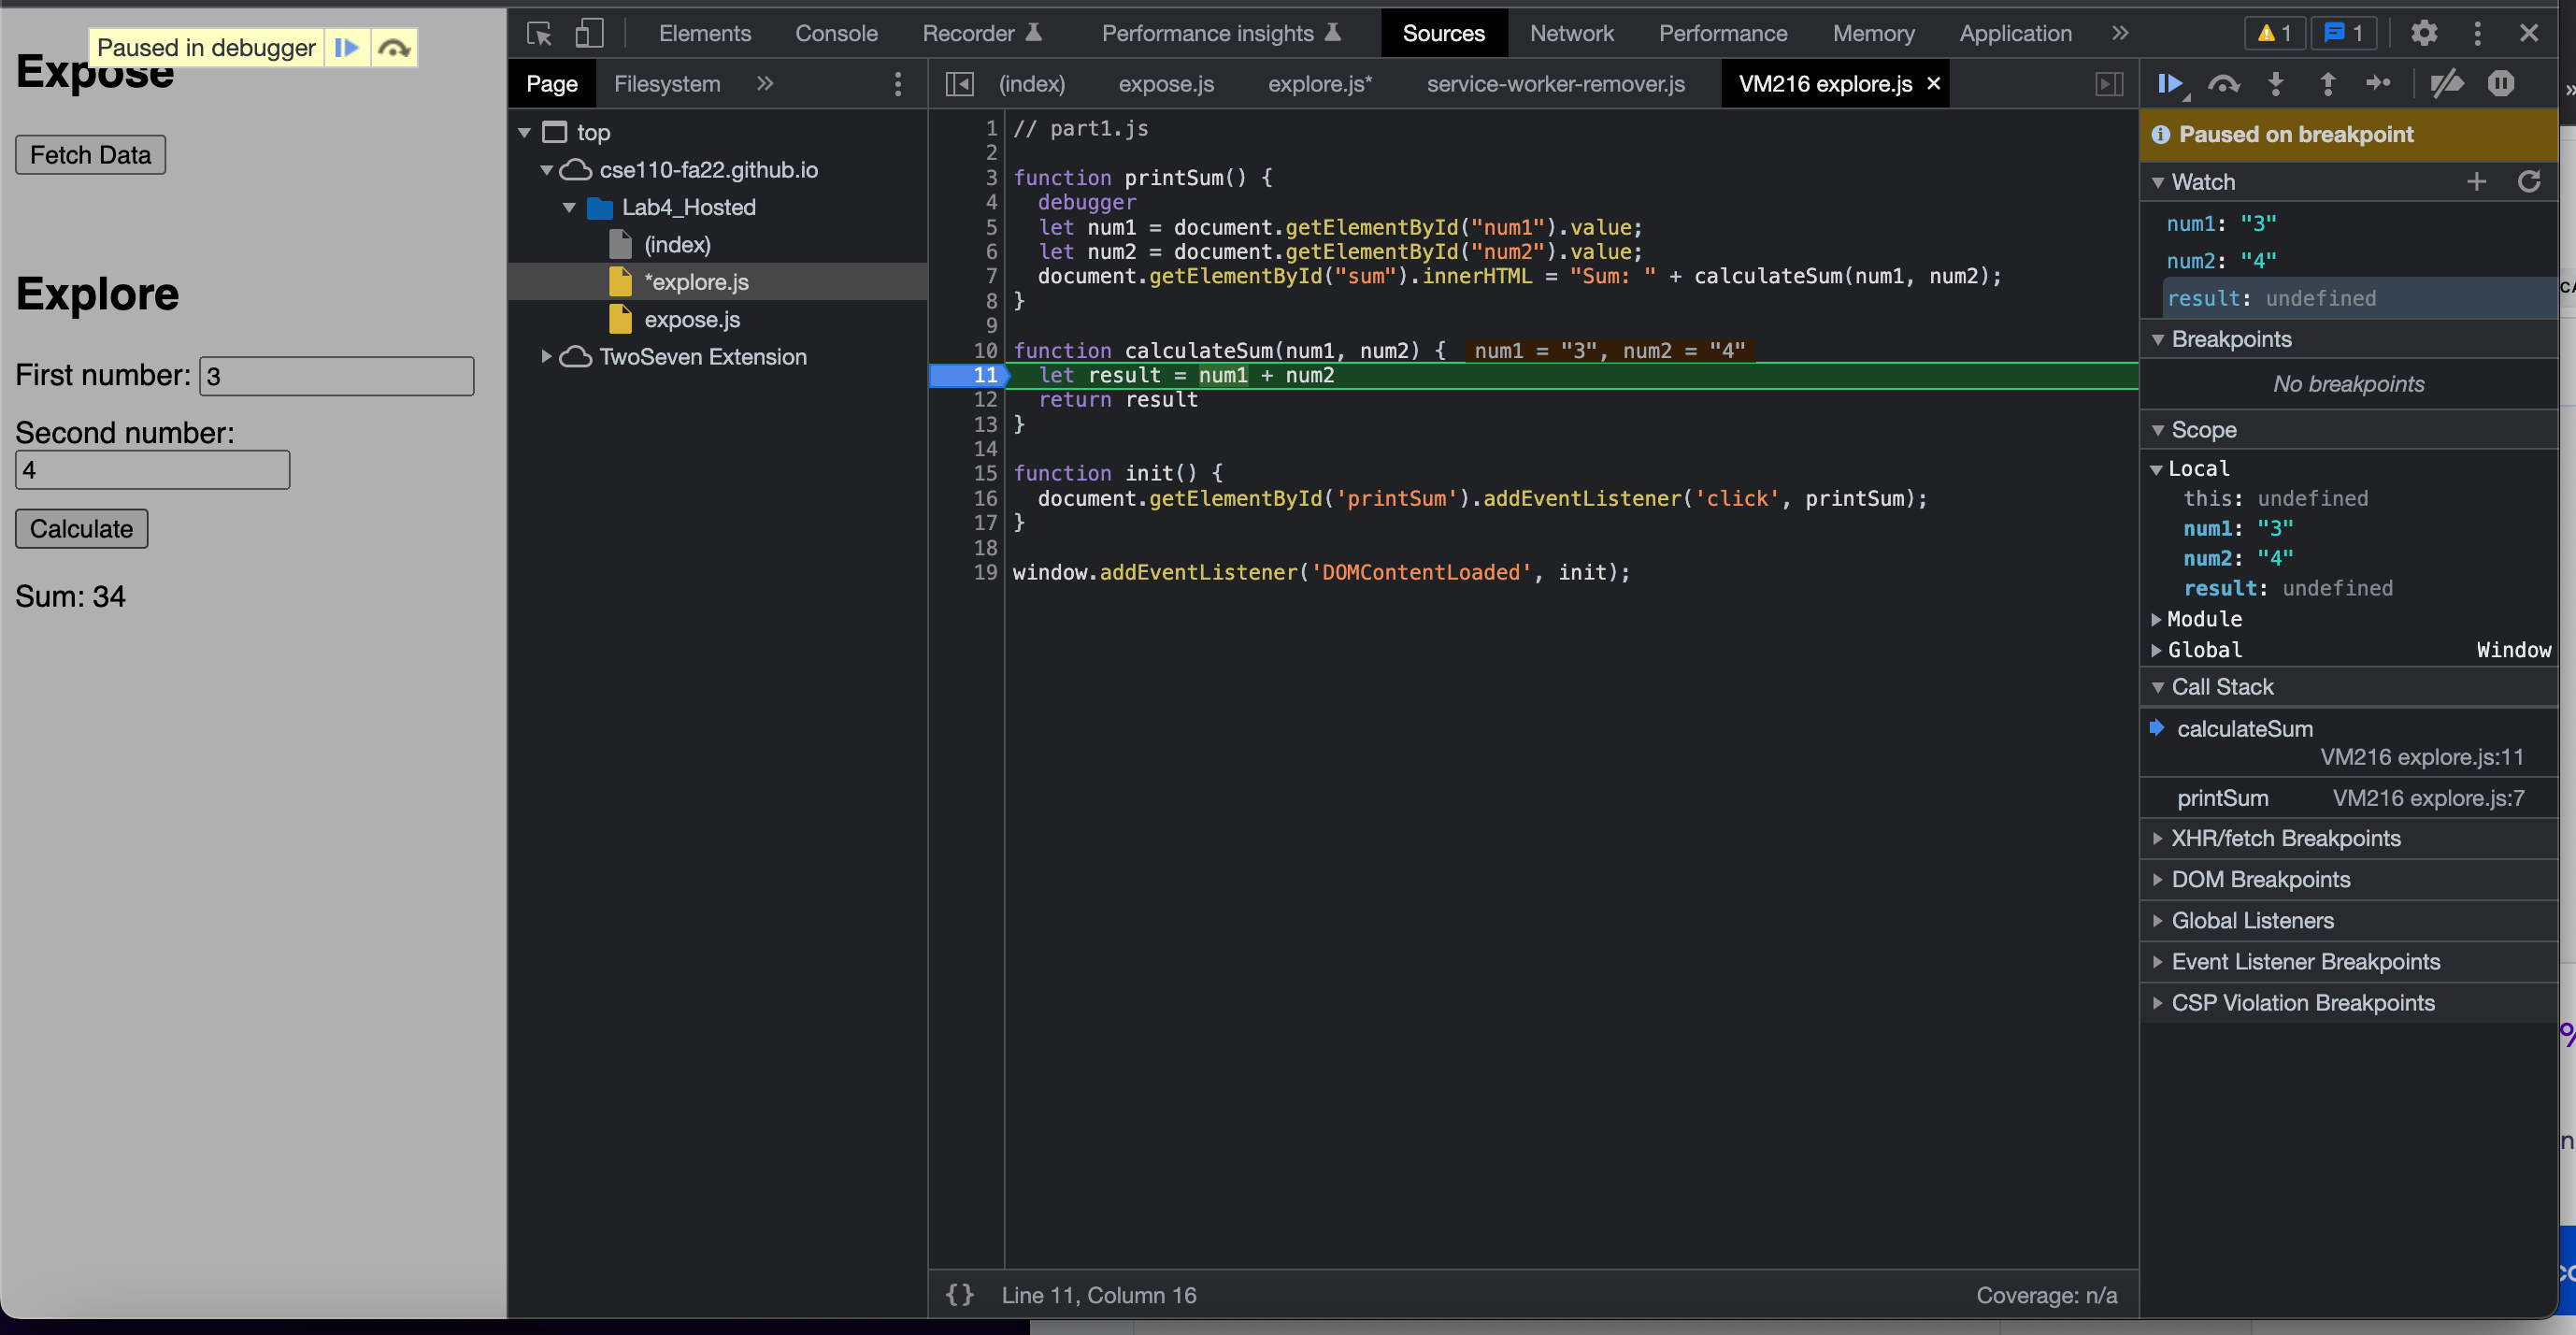 Paused in debugger
Expose
Fetch Data
Explore
First number: 3
Second number:
4
Calculate
Sum: 34
Elements Console Recorder Performance insights Sources Network Performance Memory Application » 1 1
Page Filesystem »
top
cse110-fa22.github.io
Lab4_Hosted
(index)
*explore.js
expose.js
TwoSeven Extension
(index) expose.js explore.js* service-worker-remover.js VM216 explore.js ×
1 // part1.js
2
3 function printSum() {
4 debugger
5 let num1 = document.getElementById("num1").value;
6 let num2 = document.getElementById("num2").value;
7 document.getElementById("sum").innerHTML = "Sum: " + calculateSum(num1, num2);
8 }
9
10 function calculateSum(num1, num2) { num1 = "3", num2 = "4"
11 let result = num1 + num2
12 return result
13 }
14
15 function init() {
16 document.getElementById('printSum').addEventListener('click', printSum);
17 }
18
19 window.addEventListener('DOMContentLoaded', init);
{} Line 11, Column 16 Coverage: n/a
Paused on breakpoint
Watch
num1: "3"
num2: "4"
result: undefined
Breakpoints
No breakpoints
Scope
Local
this: undefined
num1: "3"
num2: "4"
result: undefined
Module
Global Window
Call Stack
calculateSum
VM216 explore.js:11
printSum VM216 explore.js:7
XHR/fetch Breakpoints
DOM Breakpoints
Global Listeners
Event Listener Breakpoints
CSP Violation Breakpoints